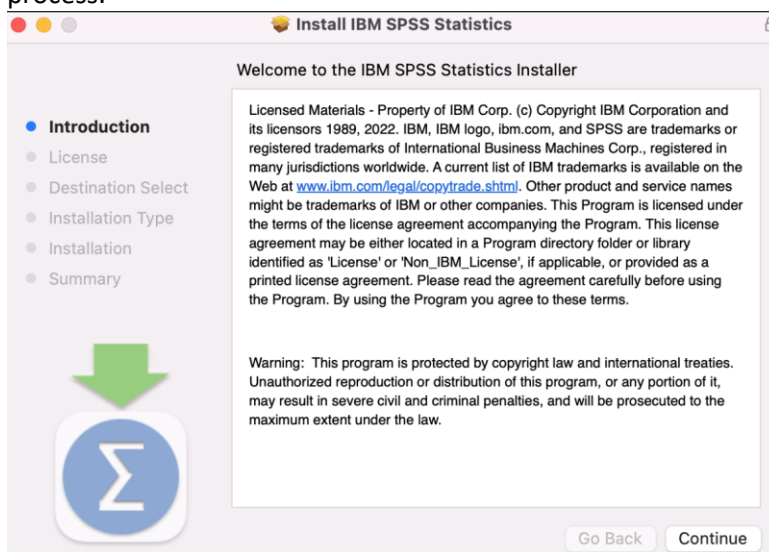 process.
Install IBM SPSS Statistics
Welcome to the IBM SPSS Statistics Installer
Introduction
License
Destination Select
Installation Type
Installation
Summary
Licensed Materials - Property of IBM Corp. (c) Copyright IBM Corporation and
its licensors 1989, 2022. IBM, IBM logo, ibm.com, and SPSS are trademarks or
registered trademarks of International Business Machines Corp., registered in
many jurisdictions worldwide. A current list of IBM trademarks is available on the
Web at www.ibm.com/legal/copytrade.shtml. Other product and service names
might be trademarks of IBM or other companies. This Program is licensed under
the terms of the license agreement accompanying the Program. This license
agreement may be either located in a Program directory folder or library
identified as 'License' or 'Non_IBM_License', if applicable, or provided as a
printed license agreement. Please read the agreement carefully before using
the Program. By using the Program you agree to these terms.
Warning: This program is protected by copyright law and international treaties.
Unauthorized reproduction or distribution of this program, or any portion of it,
may result in severe civil and criminal penalties, and will be prosecuted to the
maximum extent under the law.
Σ
Go Back Continue